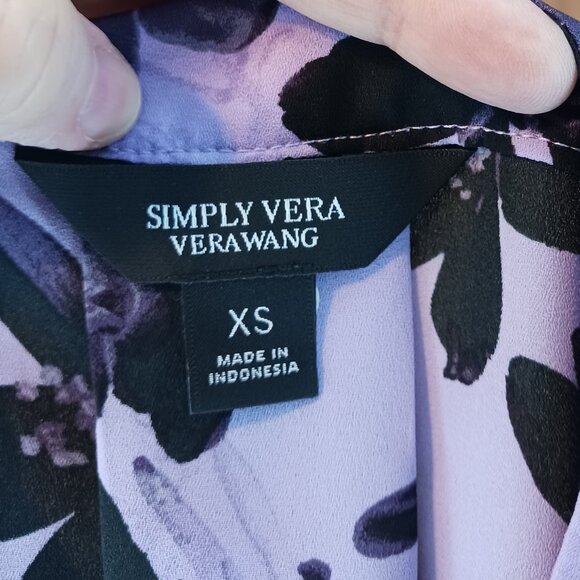 SIMPLY VERA
VERAWANG
XS
MADE IN
INDONESIA